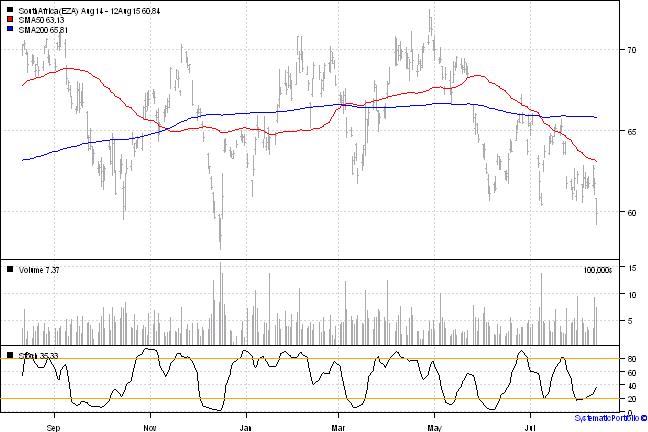 SouthAfrica(EZA) Aug14 - 12Aug15 60.84
SMA50 63.13
SMA200 65.81
70
65
60
Volume 7.37
100,000s
15
10
5
35.33
80
60
40
20
0
Sep
Nov
Jan
Mar
May
Jul
SystematicPortfolio ©